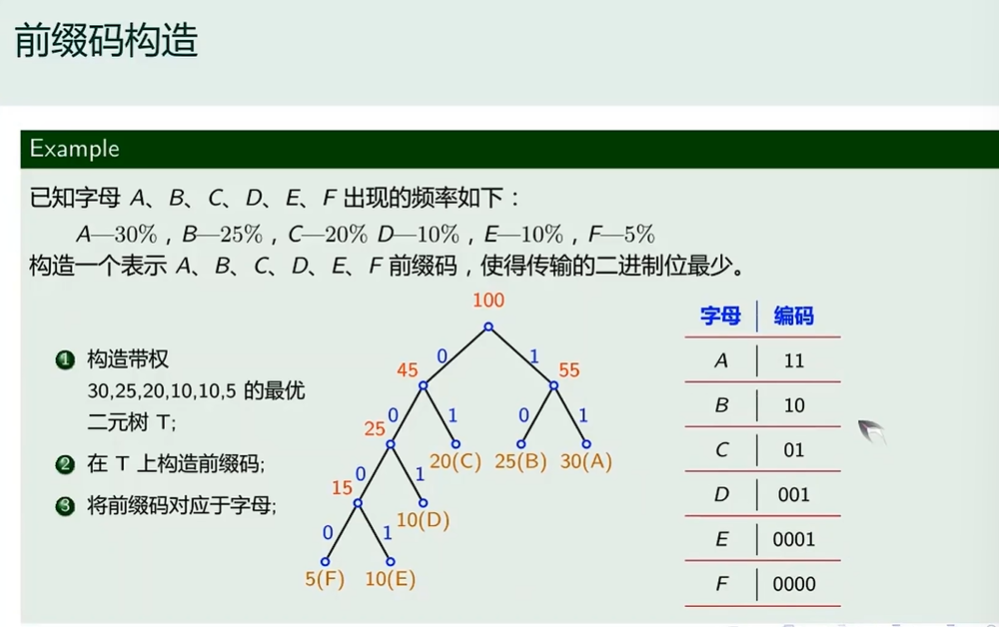 前缀码构造
Example
已知字母 A、B、C、D、E、F 出现的频率如下：
A—30%，B—25%，C—20% D—10%，E—10%，F—5%
构造一个表示 A、B、C、D、E、F 前缀码，使得传输的二进制位最少。
1 构造带权
30,25,20,10,10,5 的最优
二元树 T;
2 在 T 上构造前缀码;
3 将前缀码对应于字母;
100
0 1
45 55
0 1 0 1
25 20(C) 25(B) 30(A)
0 1
15 10(D)
0 1
5(F) 10(E)
字母 编码
A 11
B 10
C 01
D 001
E 0001
F 0000